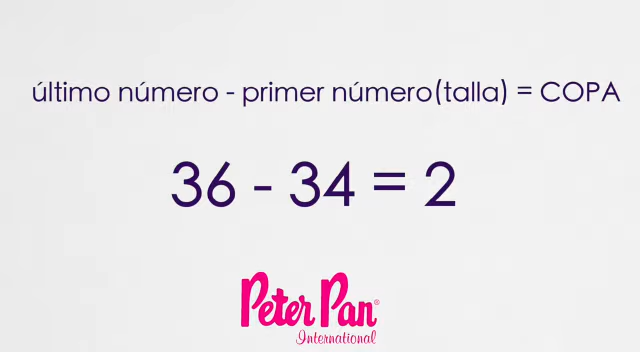 último número - primer número(talla) = COPA
36 - 34 = 2
Peter Pan®
International